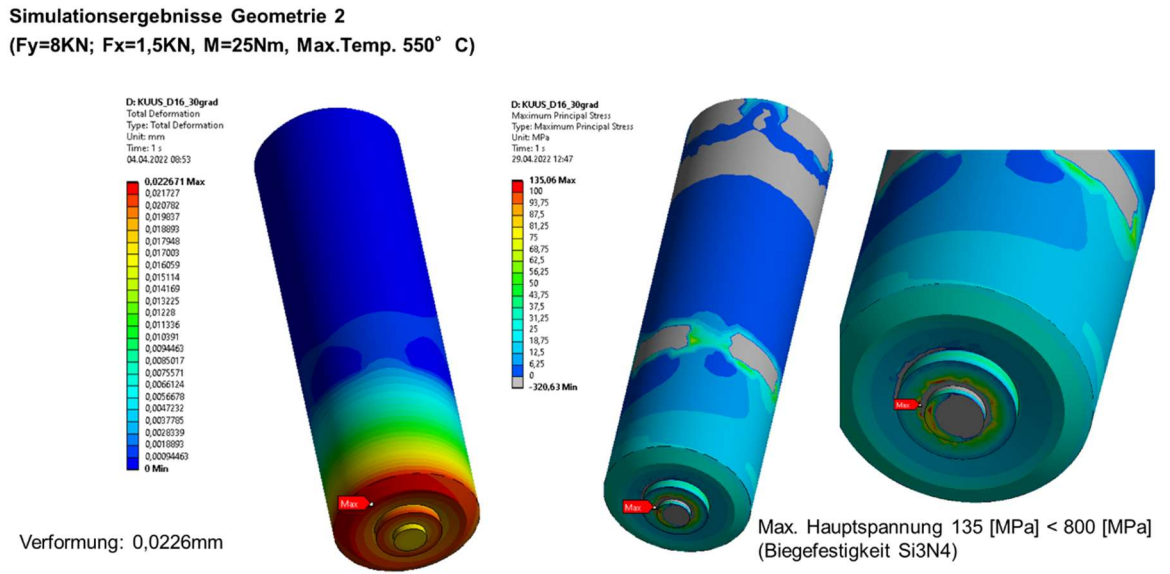 Simulationsergebnisse Geometrie 2
(Fy=8KN; Fx=1,5KN, M=25Nm, Max.Temp. 550° C)
D: KUUS_D16_30grad
Total Deformation
Type: Total Deformation
Unit: mm
Time: 1 s
04.04.2022 08:53
0,022671 Max
0,021727
0,020782
0,019837
0,018893
0,017948
0,017003
0,016059
0,015114
0,014169
0,013225
0,01228
0,011336
0,010391
0,0094463
0,0085017
0,0075571
0,0066124
0,0056678
0,0047232
0,0037785
0,0028339
0,0018893
0,00094463
0 Min
Max
Verformung: 0,0226mm
D: KUUS_D16_30grad
Maximum Principal Stress
Type: Maximum Principal Stress
Unit: MPa
Time: 1 s
29.04.2022 12:47
135,06 Max
100
93,75
87,5
81,25
75
68,75
62,5
56,25
50
43,75
37,5
31,25
25
18,75
12,5
6,25
0
-320,63 Min
Max
Max
Max. Hauptspannung 135 [MPa] < 800 [MPa]
(Biegefestigkeit Si3N4)